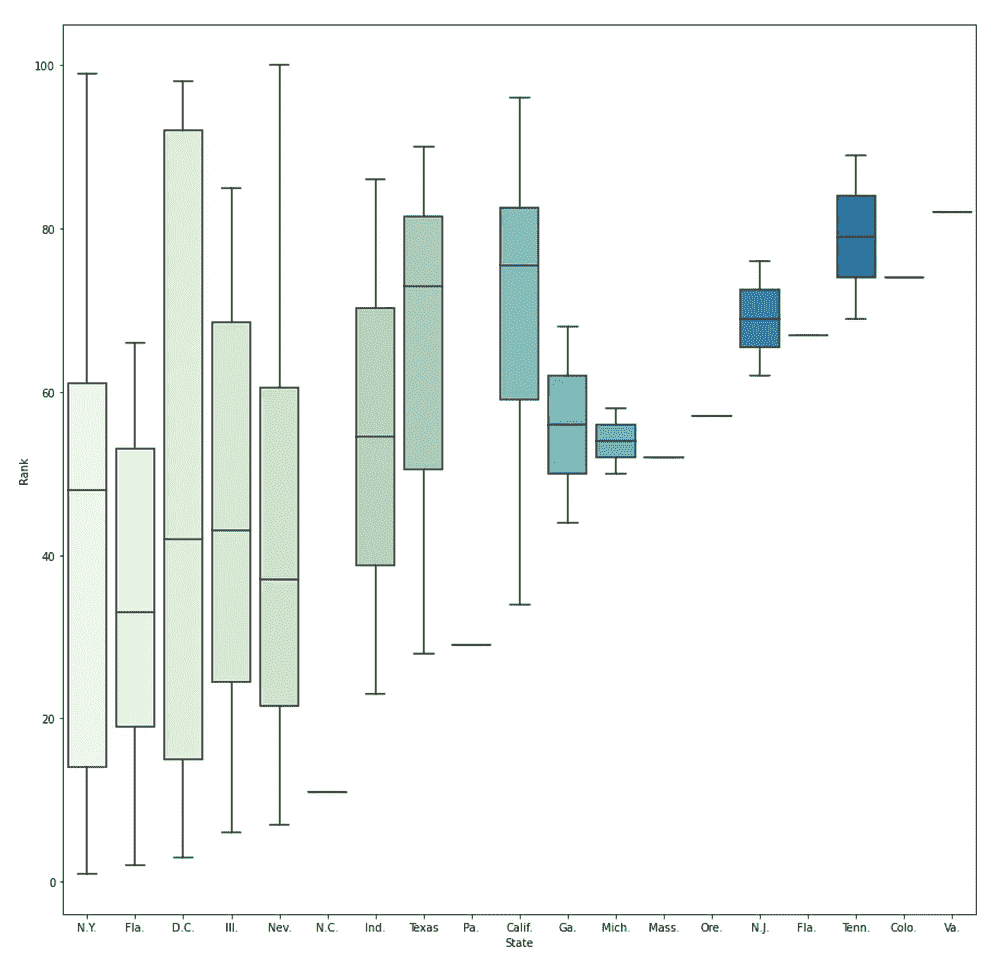 100
80
60
40
20
0
Rank
N.Y. Fla. D.C. Ill. Nev. N.C. Ind. Texas Pa. Calif. Ga. Mich. Mass. Ore. N.J. Fla. Tenn. Colo. Va.
State